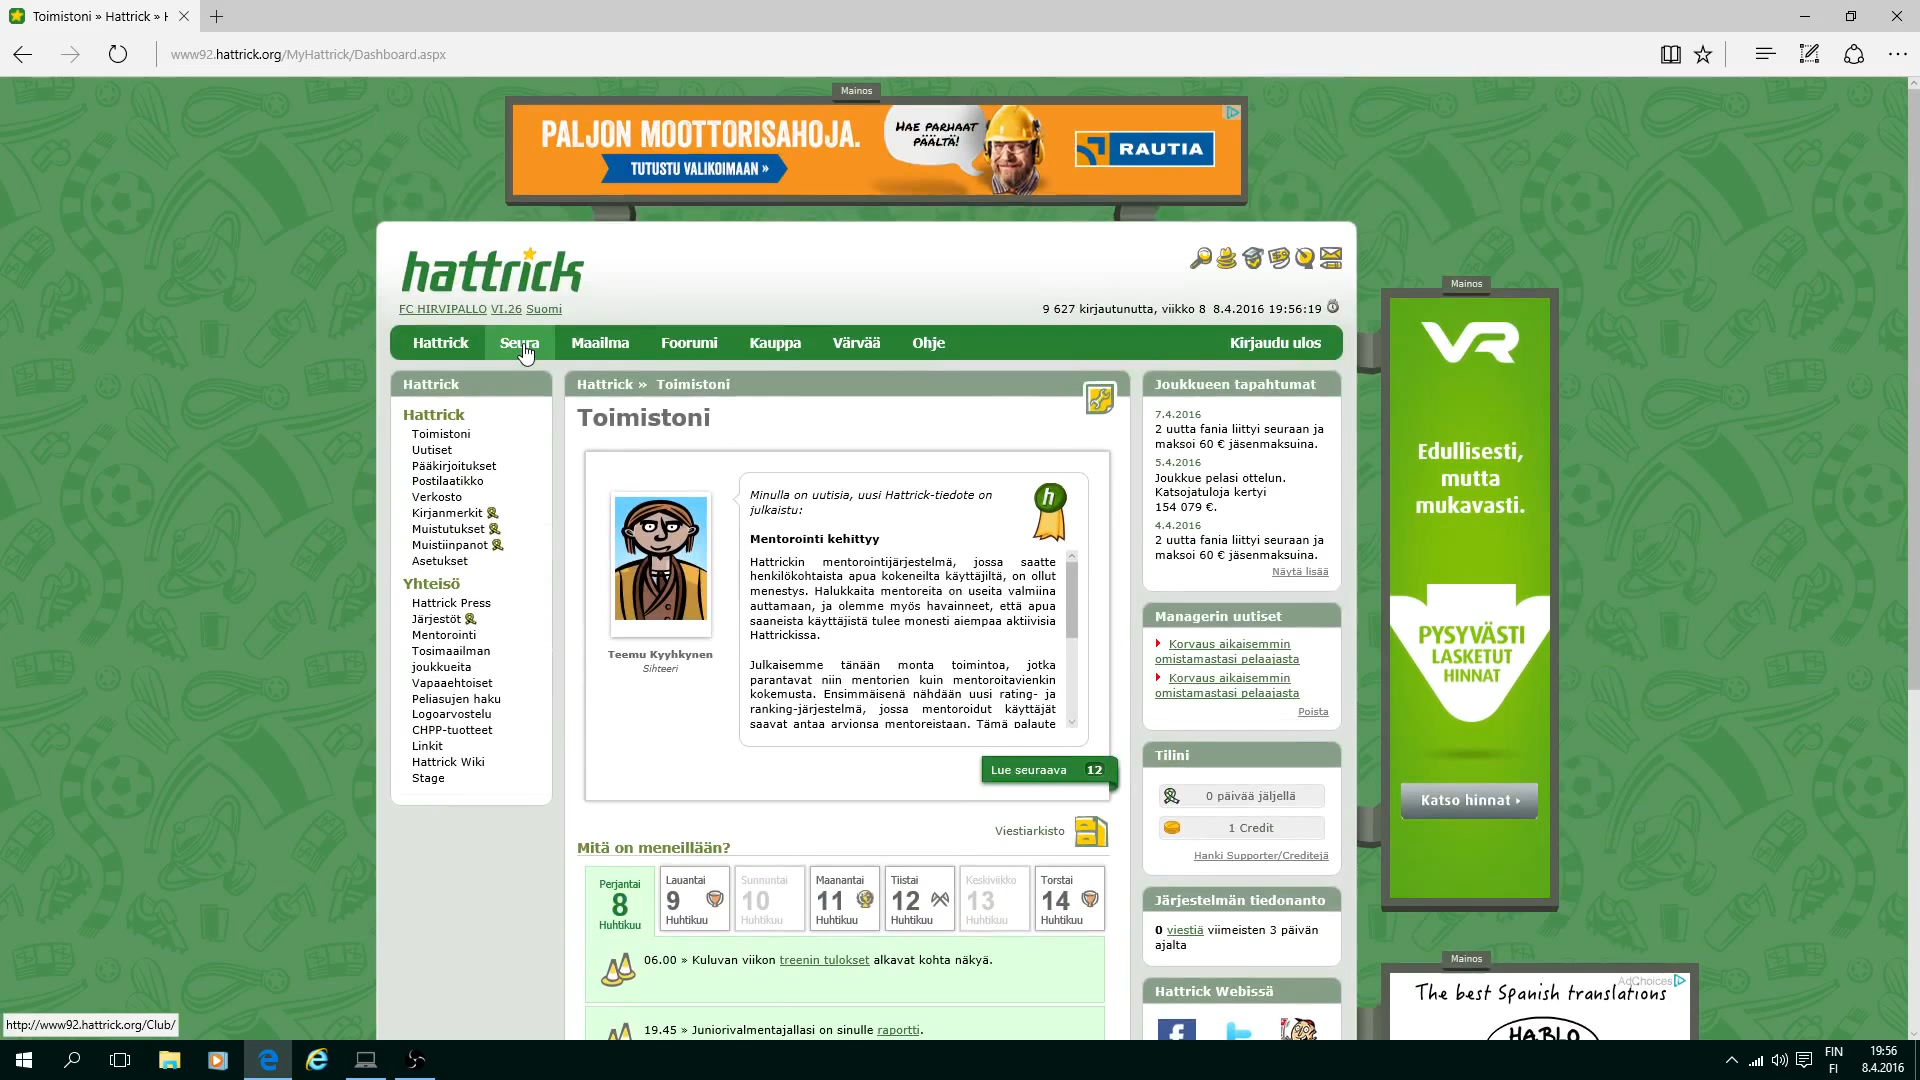 Toimistoni » Hattrick »
www92.hattrick.org/MyHattrick/Dashboard.aspx
Mainos
PALJON MOOTTORISAHOJA.
TUTUSTU VALIKOIMAAN »
HAE PARHAAT
PÄÄLTÄ!
RAUTIA
hattrick
FC HIRVIPALLO VI.26 Suomi
9 627 kirjautunutta, viikko 8 8.4.2016 19:56:19
Hattrick
Seura
Maailma
Foorumi
Kauppa
Värvää
Ohje
Kirjaudu ulos
Hattrick
Hattrick
Toimistoni
Uutiset
Pääkirjoitukset
Postilaatikko
Verkosto
Kirjanmerkit
Muistutukset
Muistiinpanot
Asetukset
Yhteisö
Hattrick Press
Järjestöt
Mentorointi
Tosimaailman
joukkueita
Vapaaehtoiset
Peliasujen haku
Logoarvostelu
CHPP-tuotteet
Linkit
Hattrick Wiki
Stage
Hattrick » Toimistoni
Toimistoni
Teemu Kyyhkynen
Sihteeri
Minulla on uutisia, uusi Hattrick-tiedote on
julkaistu:
h
Mentorointi kehittyy
Hattrickin mentorointijärjestelmä, jossa saatte
henkilökohtaista apua kokeneilta käyttäjiltä, on ollut
menestys. Halukkaita mentoreita on useita valmiina
auttamaan, ja olemme myös havainneet, että apua
saaneista käyttäjistä tulee monesti aiempaa aktiivisia
Hattrickissa.
Julkaisemme tänään monta toimintoa, jotka
parantavat niin mentorien kuin mentoroitavienkin
kokemusta. Ensimmäisenä nähdään uusi rating- ja
ranking-järjestelmä, jossa mentoroidut käyttäjät
saavat antaa arvionsa mentoreistaan. Tämä palaute
Lue seuraava 12
Viestiarkisto
Mitä on meneillään?
Perjantai
8
Huhtikuu
Lauantai
9
Huhtikuu
Sunnuntai
10
Huhtikuu
Maanantai
11
Huhtikuu
Tiistai
12
Huhtikuu
Keskiviikko
13
Huhtikuu
Torstai
14
Huhtikuu
06.00 » Kuluvan viikon treenin tulokset alkavat kohta näkyä.
19.45 » Juniorivalmentajallasi on sinulle raportti.
Joukkueen tapahtumat
7.4.2016
2 uutta fania liittyi seuraan ja
maksoi 60 € jäsenmaksuina.
5.4.2016
Joukkue pelasi ottelun.
Katsojatuloja kertyi
154 079 €.
4.4.2016
2 uutta fania liittyi seuraan ja
maksoi 60 € jäsenmaksuina.
Näytä lisää
Managerin uutiset
Korvaus aikaisemmin
omistamastasi pelaajasta
Korvaus aikaisemmin
omistamastasi pelaajasta
Poista
Tilini
0 päivää jäljellä
1 Credit
Hanki Supporter/Creditejä
Järjestelmän tiedonanto
0 viestiä viimeisten 3 päivän
ajalta
Hattrick Webissä
Mainos
VR
Edullisesti,
mutta
mukavasti.
PYSYVÄSTI
LASKETUT
HINNAT
Katso hinnat
Mainos
AdChoices
The best Spanish translations
HABLO
http://www92.hattrick.org/Club/
FIN
FI
19:56
8.4.2016